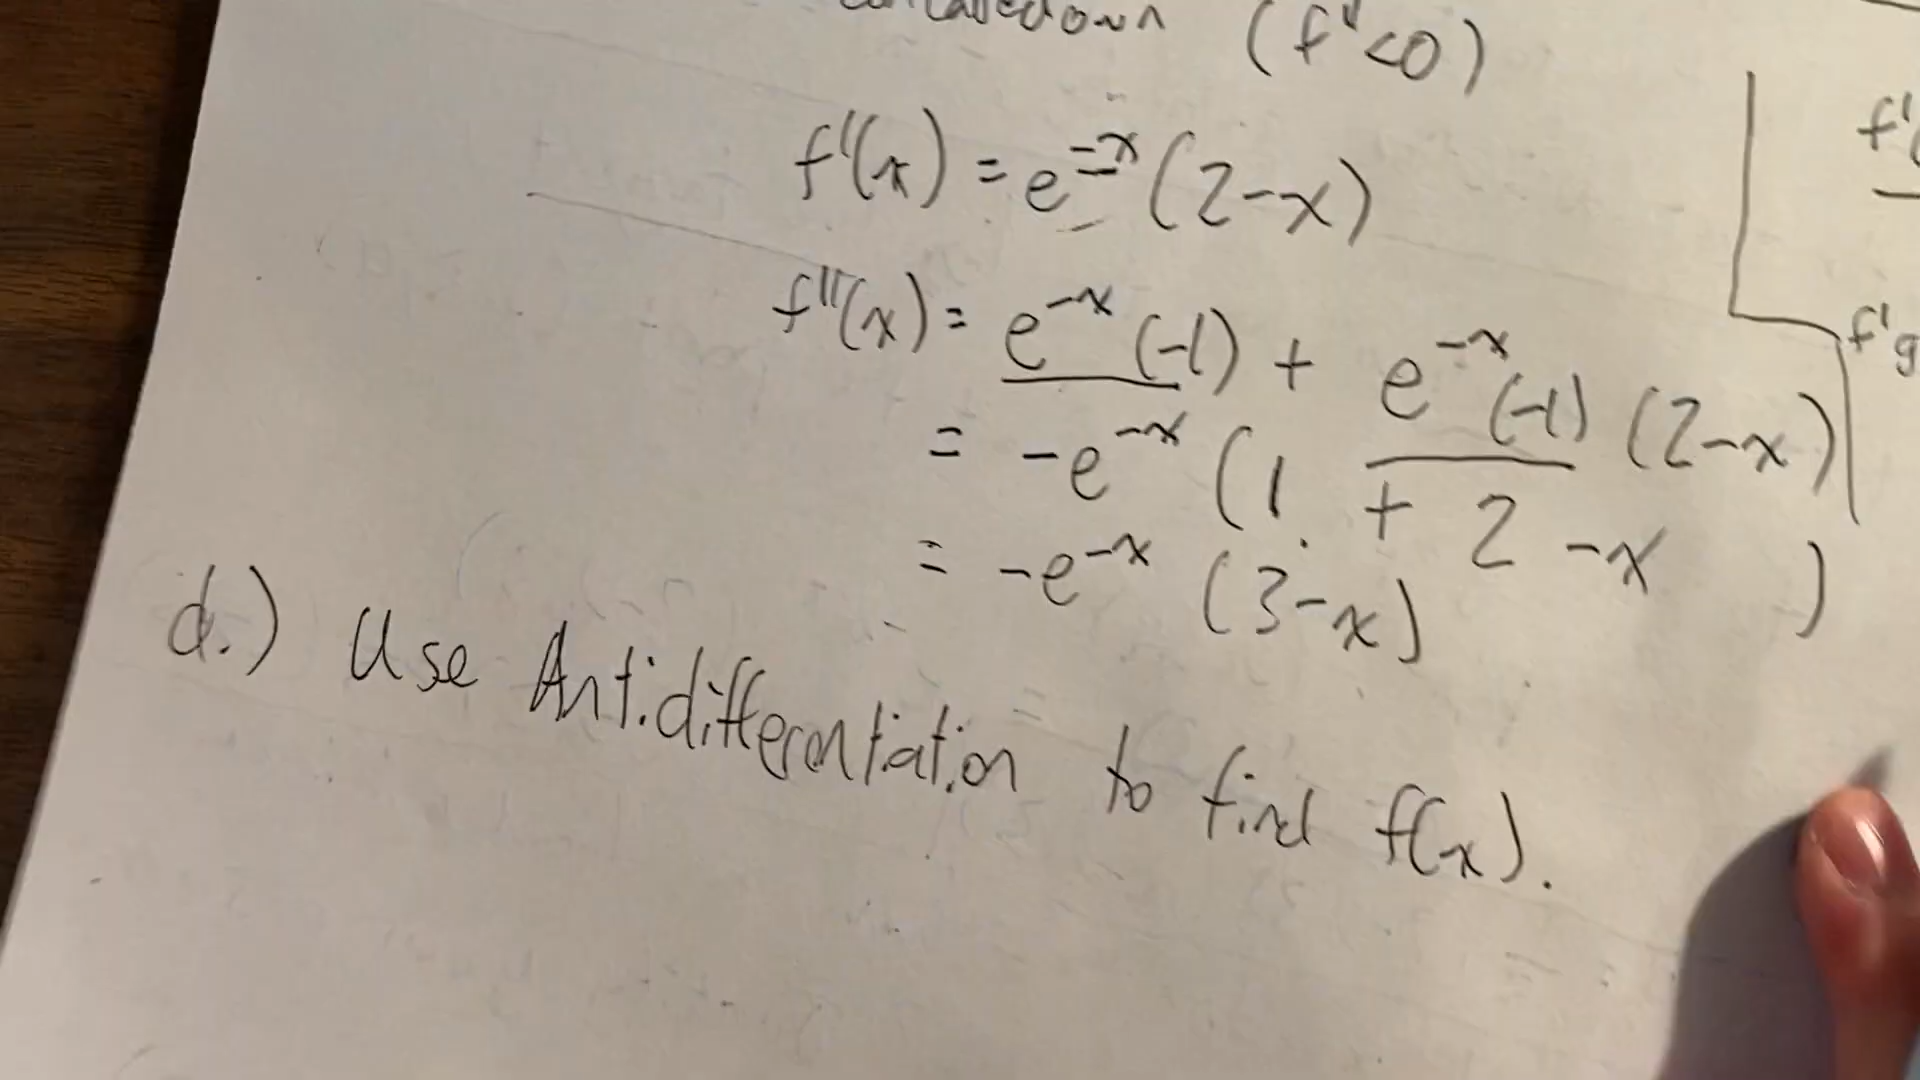 (f"<0)
f'(x) = e^-x (2-x)
f'
f"(x) = e^-x (-1) + e^-x (-1) (2-x)
f'g
= -e^-x (1 + 2 -x )
= -e^-x (3-x)
d.) Use Antidifferentiation to find f(x).